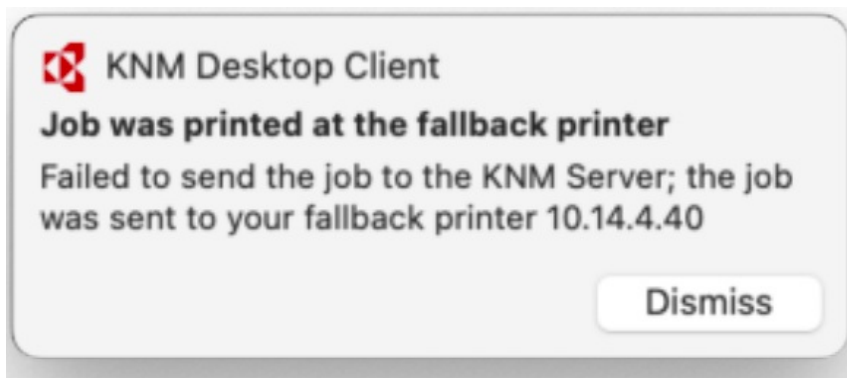 KNM Desktop Client
Job was printed at the fallback printer
Failed to send the job to the KNM Server; the job
was sent to your fallback printer 10.14.4.40
Dismiss